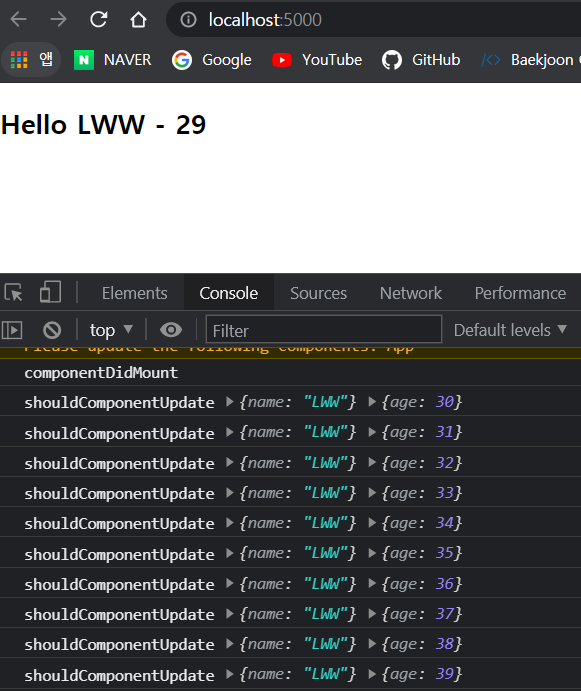 localhost:5000
앱
NAVER
Google
YouTube
GitHub
</>
Baekjoon
Hello LWW - 29
Elements
Console
Sources
Network
Performance
top
Filter
Default levels
Please update the following components: App
componentDidMount
shouldComponentUpdate {name: "LWW"} {age: 30}
shouldComponentUpdate {name: "LWW"} {age: 31}
shouldComponentUpdate {name: "LWW"} {age: 32}
shouldComponentUpdate {name: "LWW"} {age: 33}
shouldComponentUpdate {name: "LWW"} {age: 34}
shouldComponentUpdate {name: "LWW"} {age: 35}
shouldComponentUpdate {name: "LWW"} {age: 36}
shouldComponentUpdate {name: "LWW"} {age: 37}
shouldComponentUpdate {name: "LWW"} {age: 38}
shouldComponentUpdate {name: "LWW"} {age: 39}